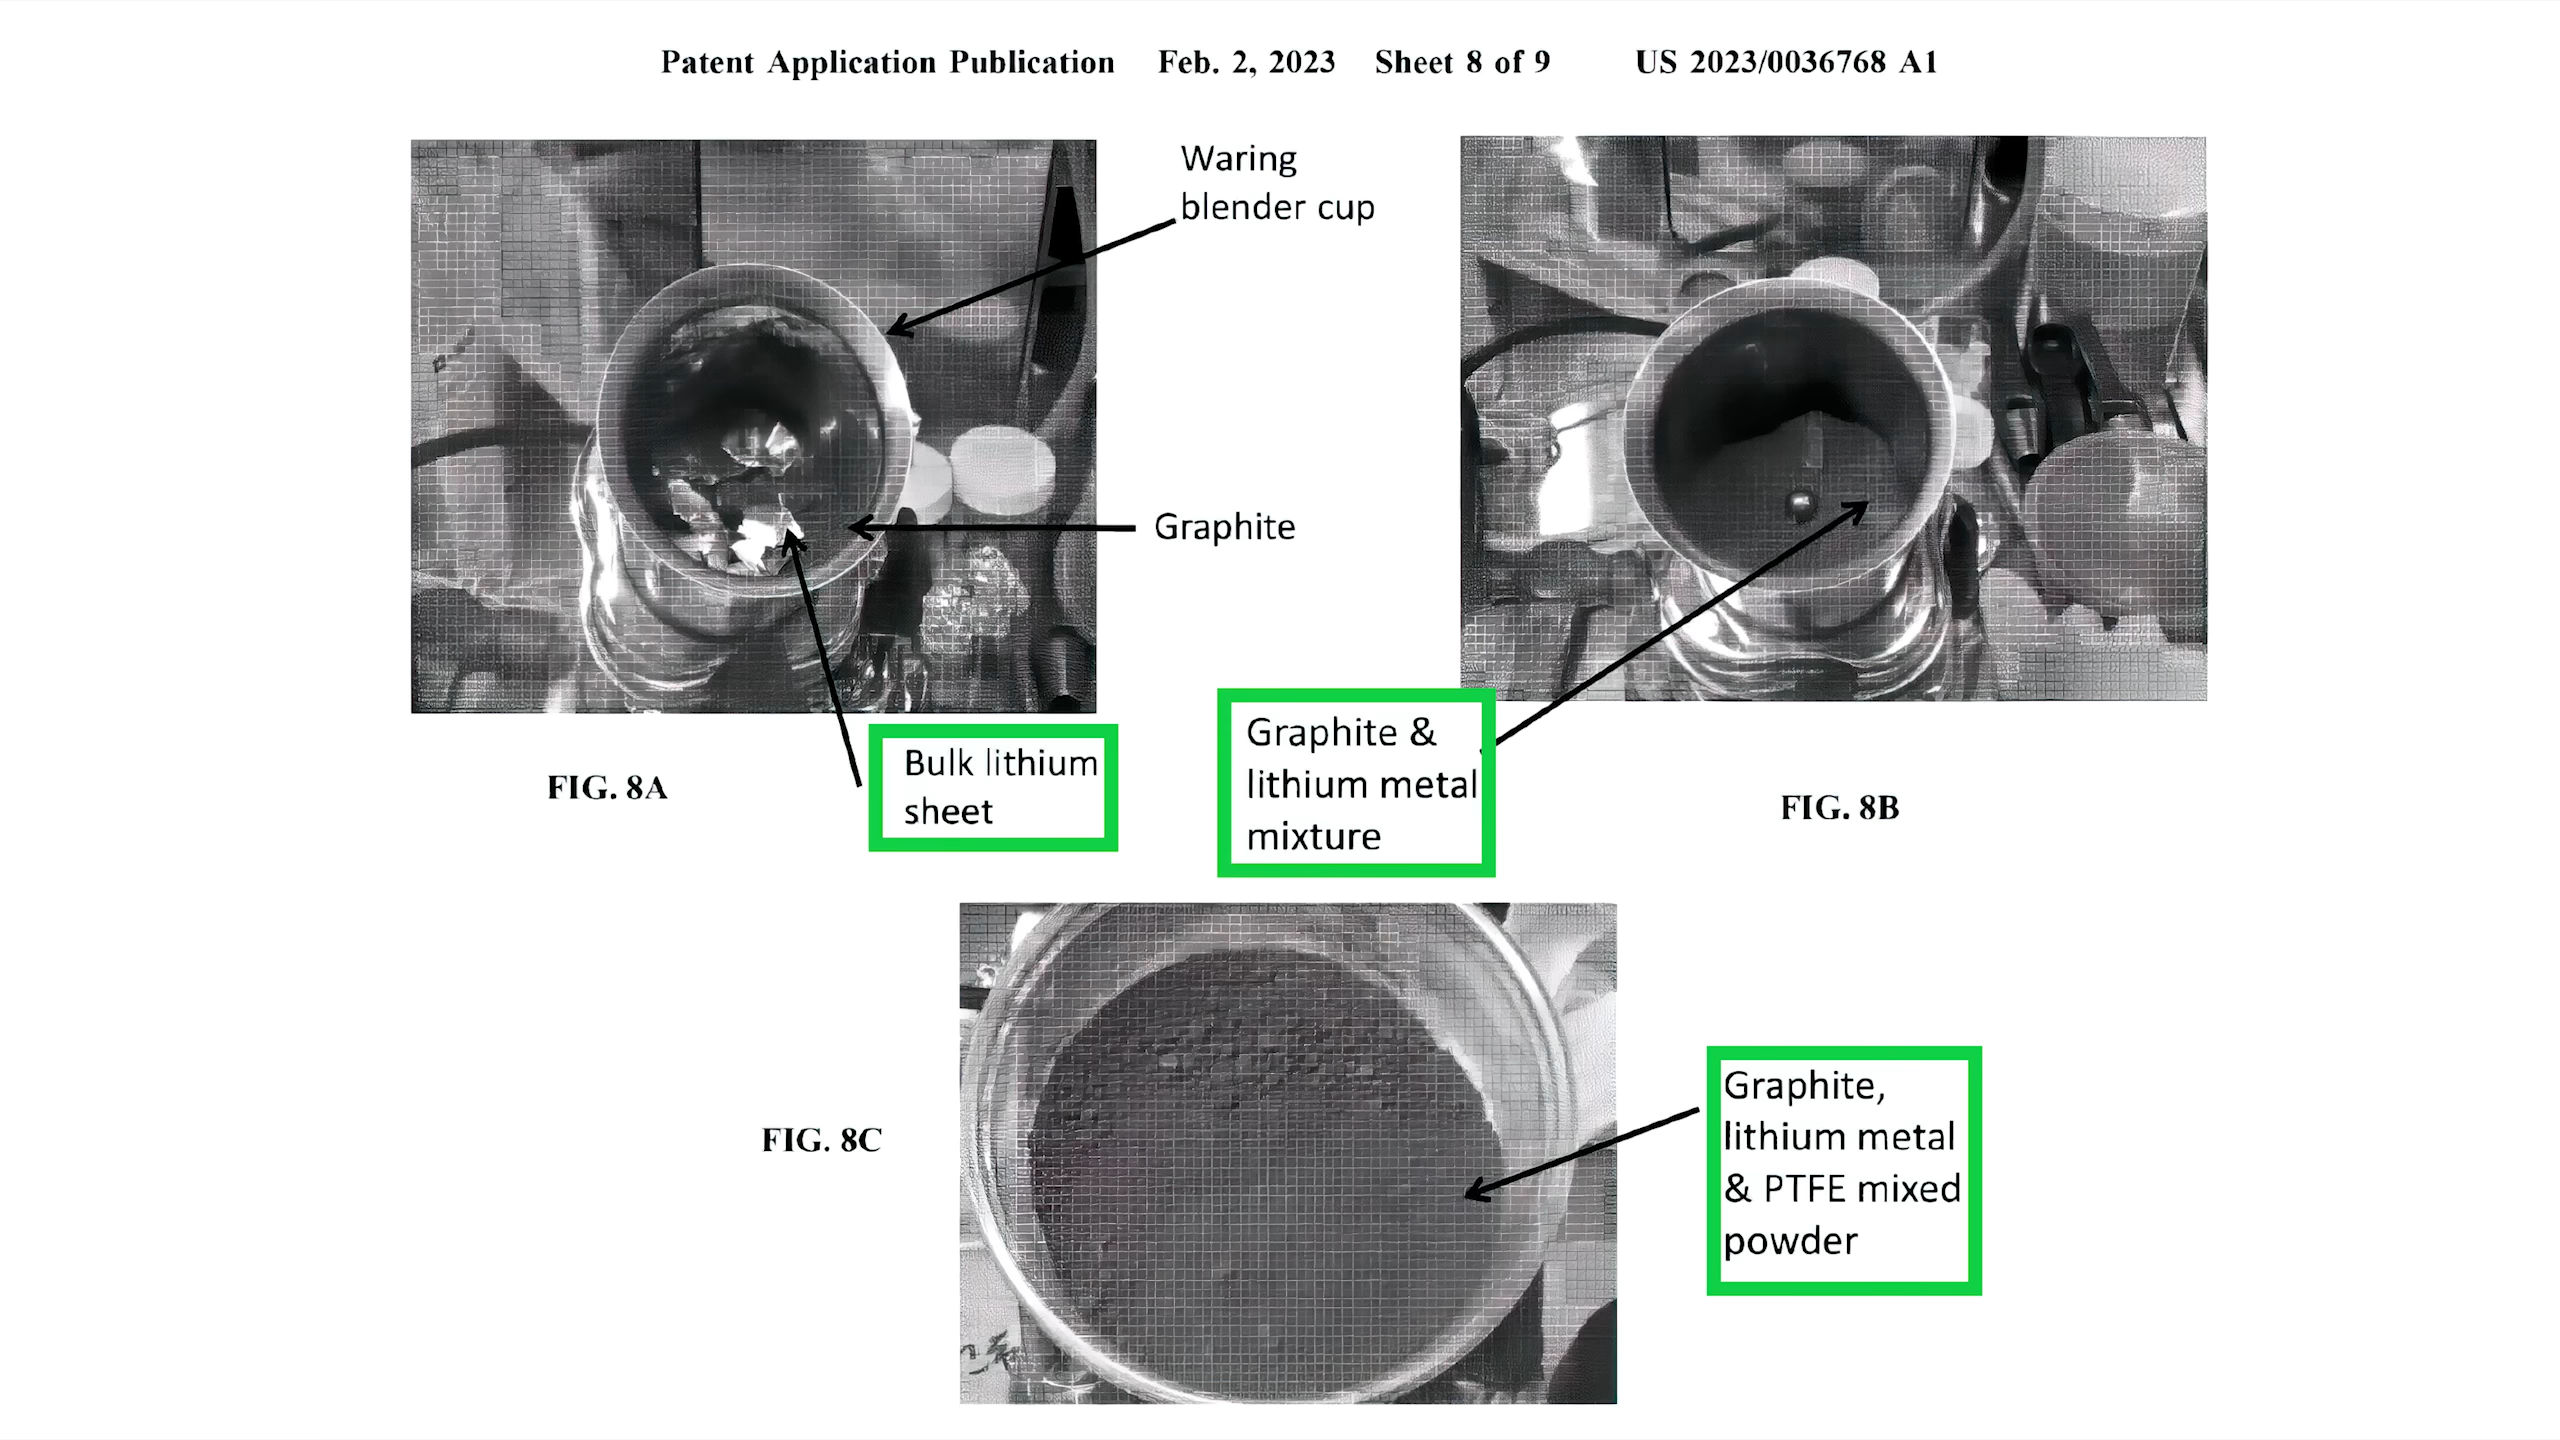 Patent Application Publication Feb. 2, 2023 Sheet 8 of 9 US 2023/0036768 A1
Waring
blender cup
Graphite
Bulk lithium
sheet
FIG. 8A
Graphite &
lithium metal
mixture
FIG. 8B
FIG. 8C
Graphite,
lithium metal
& PTFE mixed
powder